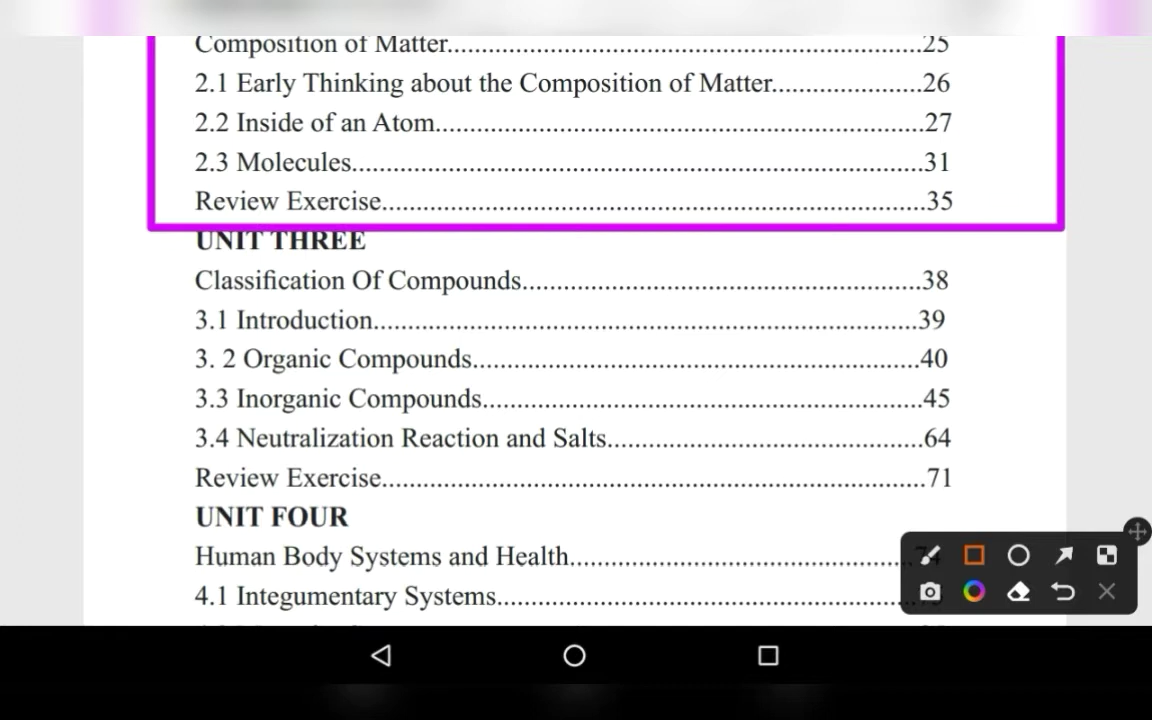 Composition of Matter......................................................................25
2.1 Early Thinking about the Composition of Matter......................26
2.2 Inside of an Atom........................................................................27
2.3 Molecules....................................................................................31
Review Exercise................................................................................35
UNIT THREE
Classification Of Compounds...........................................................38
3.1 Introduction................................................................................39
3. 2 Organic Compounds..................................................................40
3.3 Inorganic Compounds.................................................................45
3.4 Neutralization Reaction and Salts...............................................64
Review Exercise................................................................................71
UNIT FOUR
Human Body Systems and Health..................................................
4.1 Integumentary Systems............................................................